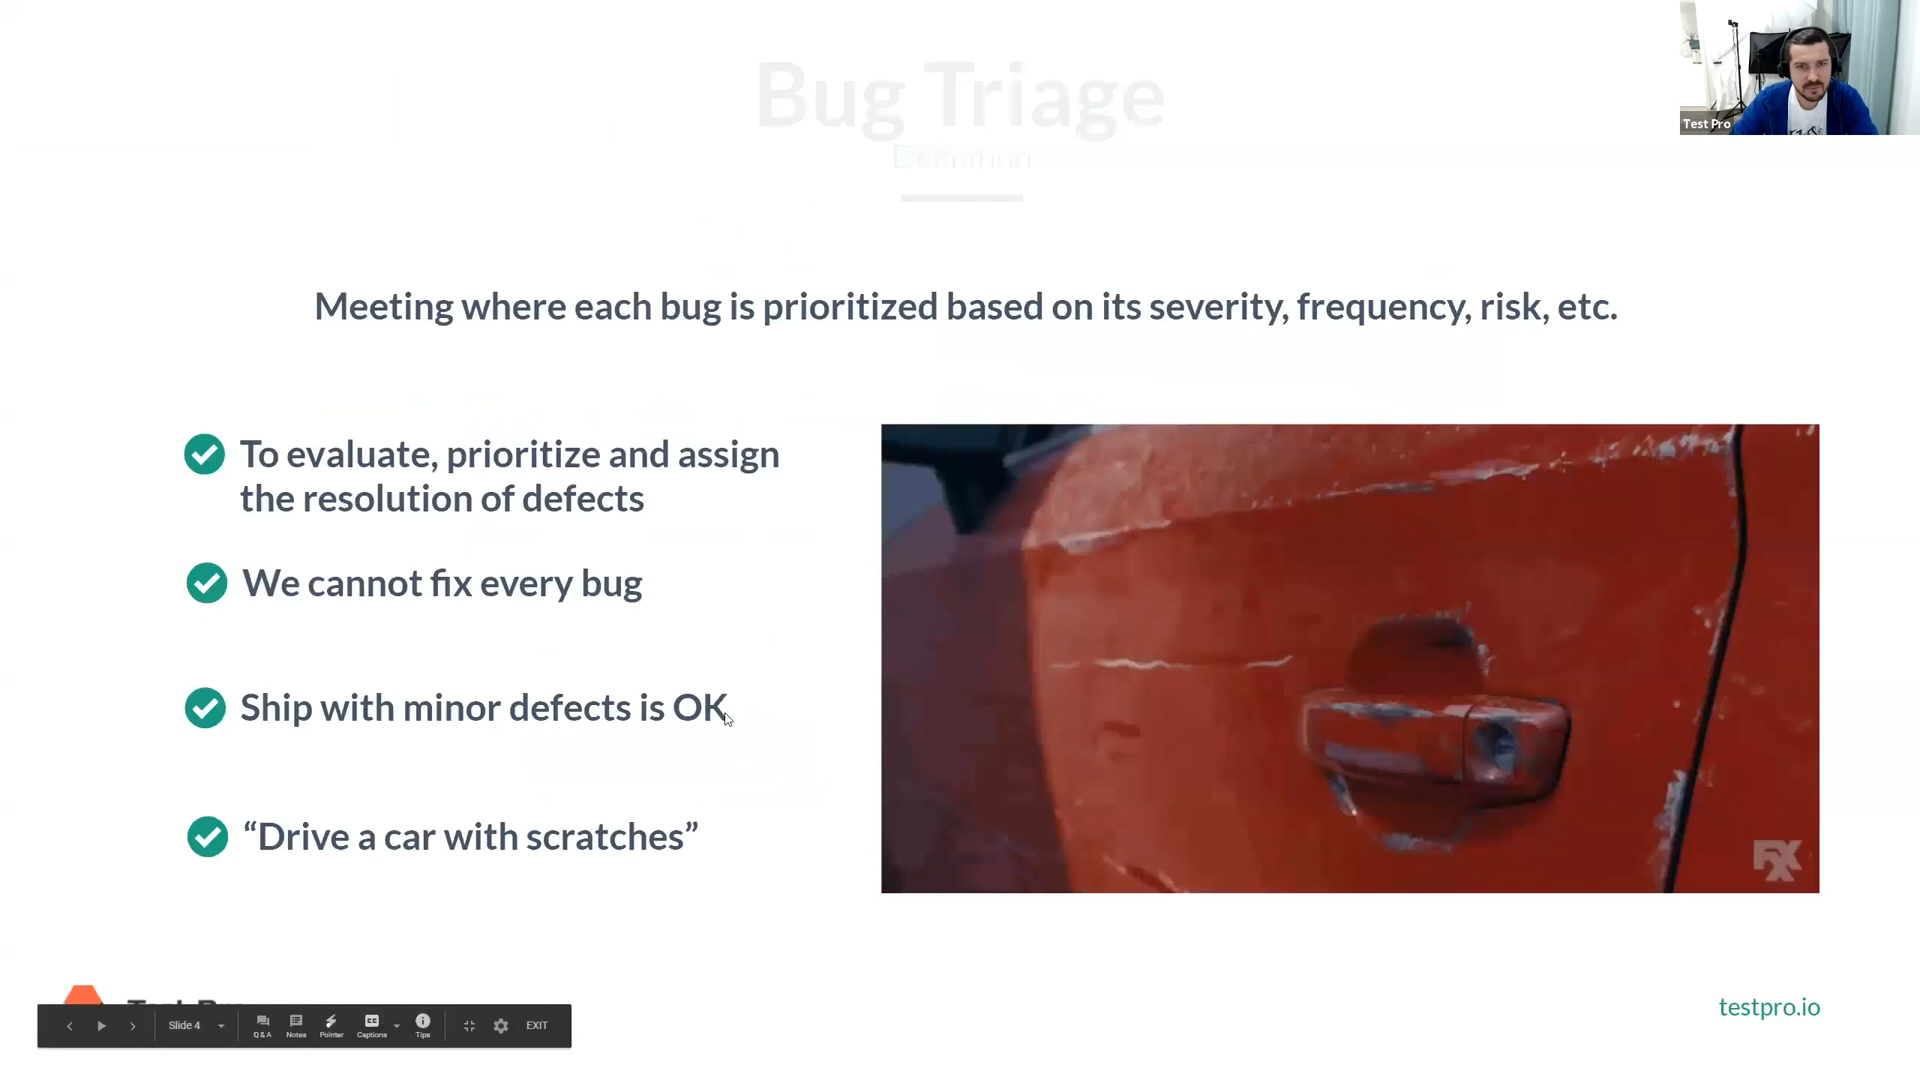 Bug Triage
Test Pro
Meeting where each bug is prioritized based on its severity, frequency, risk, etc.
To evaluate, prioritize and assign
the resolution of defects
We cannot fix every bug
Ship with minor defects is OK
“Drive a car with scratches”
FX
testpro.io
Slide 4
Q&A
Notes
Pointer
CC
Captions
Tips
EXIT